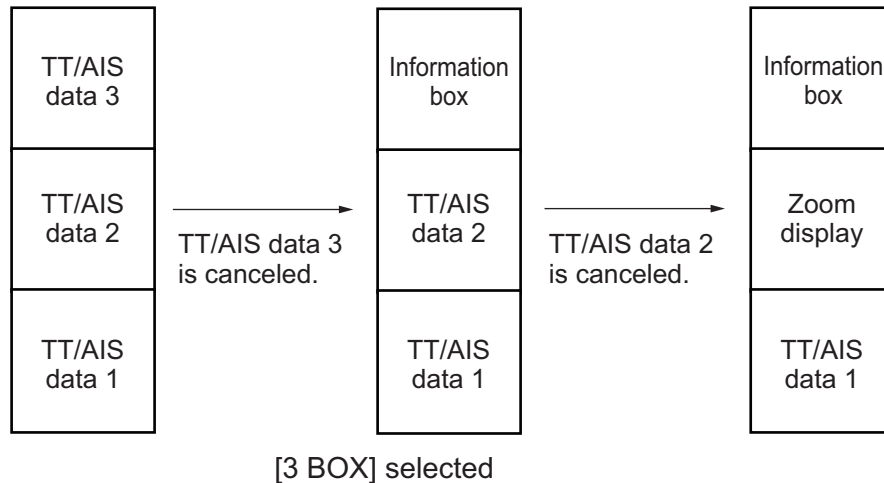 TT/AIS
data 3
TT/AIS
data 2
TT/AIS
data 1
TT/AIS data 3
is canceled.
Information
box
TT/AIS
data 2
TT/AIS
data 1
TT/AIS data 2
is canceled.
Information
box
Zoom
display
TT/AIS
data 1
[3 BOX] selected